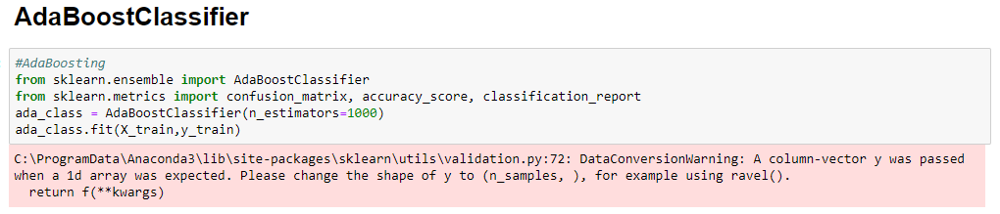 AdaBoostClassifier
#AdaBoosting
from sklearn.ensemble import AdaBoostClassifier
from sklearn.metrics import confusion_matrix, accuracy_score, classification_report
ada_class = AdaBoostClassifier(n_estimators=1000)
ada_class.fit(X_train,y_train)
C:\ProgramData\Anaconda3\lib\site-packages\sklearn\utils\validation.py:72: DataConversionWarning: A column-vector y was passed
when a 1d array was expected. Please change the shape of y to (n_samples, ), for example using ravel().
  return f(**kwargs)